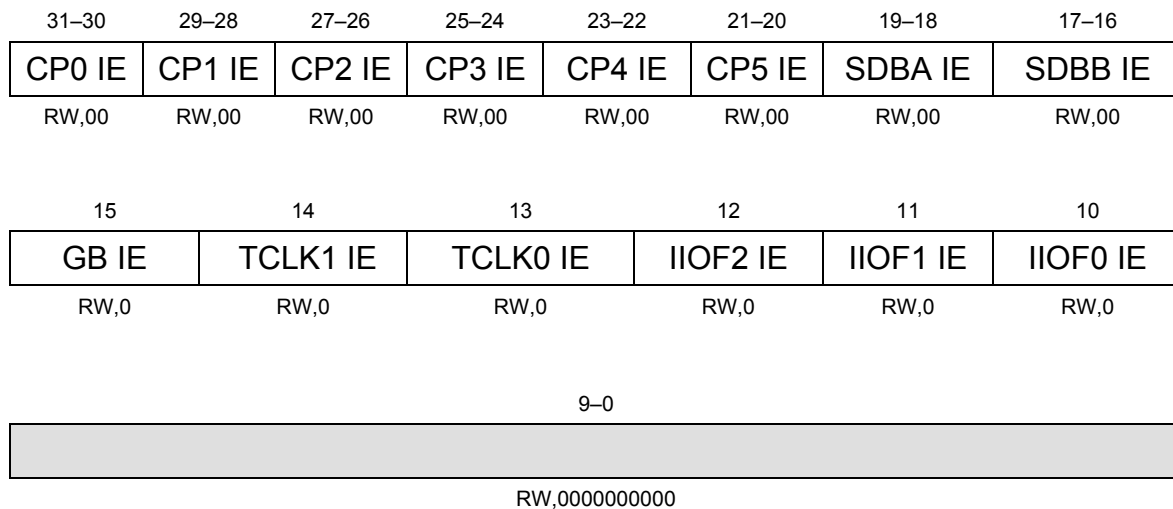 31–30 29–28 27–26 25–24 23–22 21–20 19–18 17–16
CP0 IE CP1 IE CP2 IE CP3 IE CP4 IE CP5 IE SDBA IE SDBB IE
RW,00 RW,00 RW,00 RW,00 RW,00 RW,00 RW,00 RW,00
15 14 13 12 11 10
GB IE TCLK1 IE TCLK0 IE IIOF2 IE IIOF1 IE IIOF0 IE
RW,0 RW,0 RW,0 RW,0 RW,0 RW,0
9–0
RW,0000000000